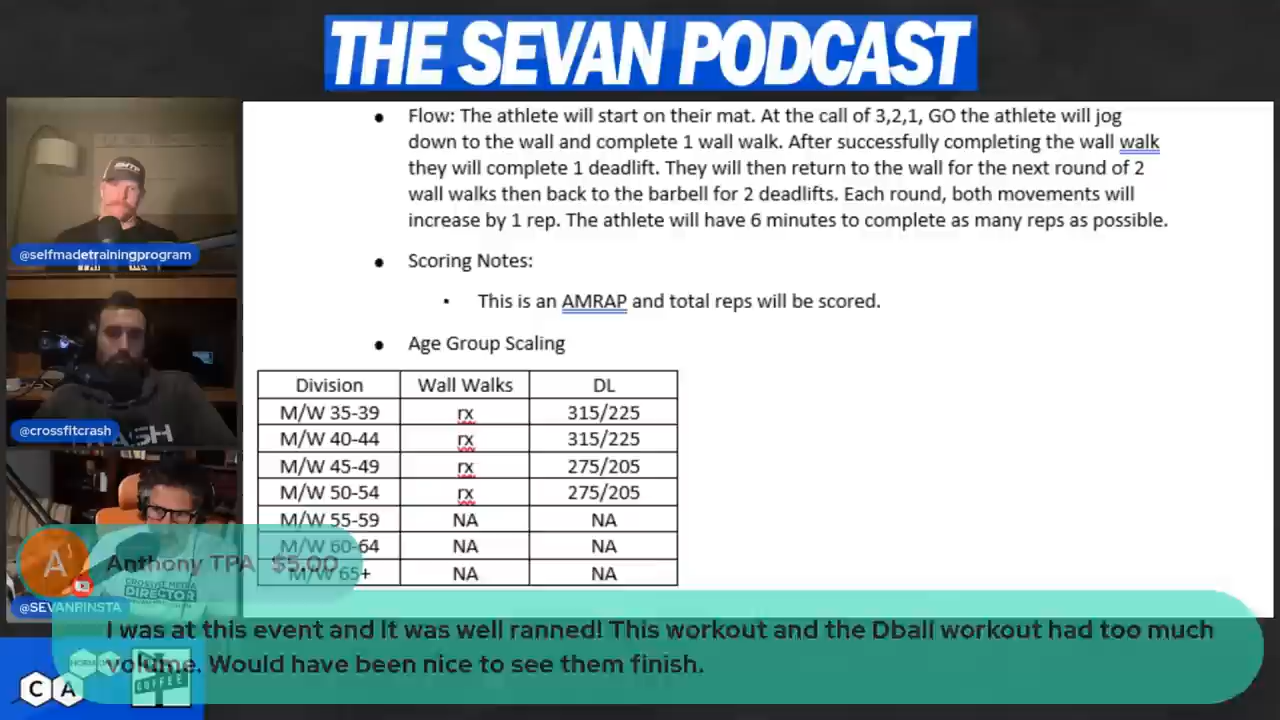 THE SEVAN PODCAST
• Flow: The athlete will start on their mat. At the call of 3,2,1, GO the athlete will jog
down to the wall and complete 1 wall walk. After successfully completing the wall walk
they will complete 1 deadlift. They will then return to the wall for the next round of 2
wall walks then back to the barbell for 2 deadlifts. Each round, both movements will
increase by 1 rep. The athlete will have 6 minutes to complete as many reps as possible.
• Scoring Notes:
• This is an AMRAP and total reps will be scored.
• Age Group Scaling
Division Wall Walks DL
M/W 35-39 rx 315/225
M/W 40-44 rx 315/225
M/W 45-49 rx 275/205
M/W 50-54 rx 275/205
M/W 55-59 NA NA
M/W 60-64 NA NA
M/W 65+ NA NA
@selfmadetrainingprogram
@crossfitcrash
DIRECTOR
@SEVANRINSTA
A
Anthony TPA $5.00
I was at this event and it was well ranned! This workout and the Dball workout had too much
volume. Would have been nice to see them finish.
CA
COFFEE